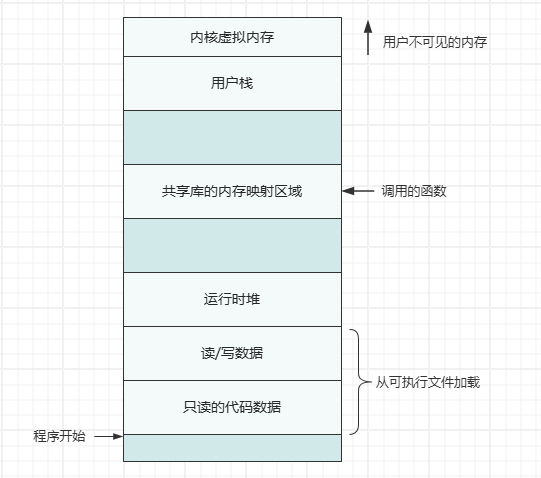 内核虚拟内存
用户不可见的内存
用户栈
共享库的内存映射区域
调用的函数
运行时堆
读/写数据
从可执行文件加载
只读的代码数据
程序开始